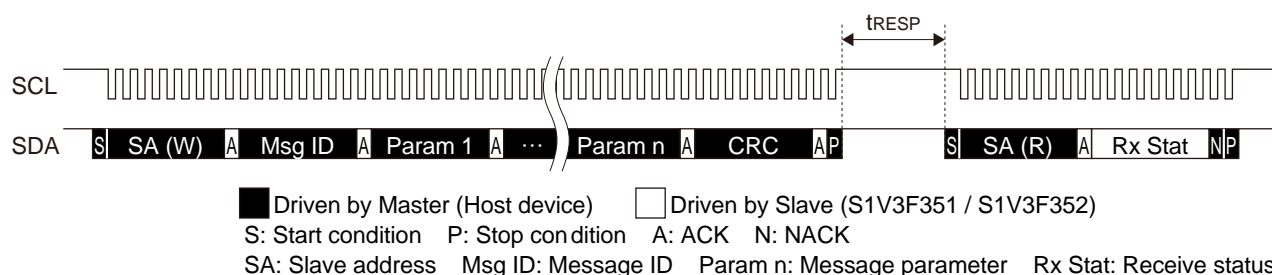 tRESP
SCL
SDA S SA (W) A Msg ID A Param 1 A ··· Param n A CRC A P S SA (R) A Rx Stat N P
Driven by Master (Host device) Driven by Slave (S1V3F351 / S1V3F352)
S: Start condition P: Stop condition A: ACK N: NACK
SA: Slave address Msg ID: Message ID Param n: Message parameter Rx Stat: Receive status